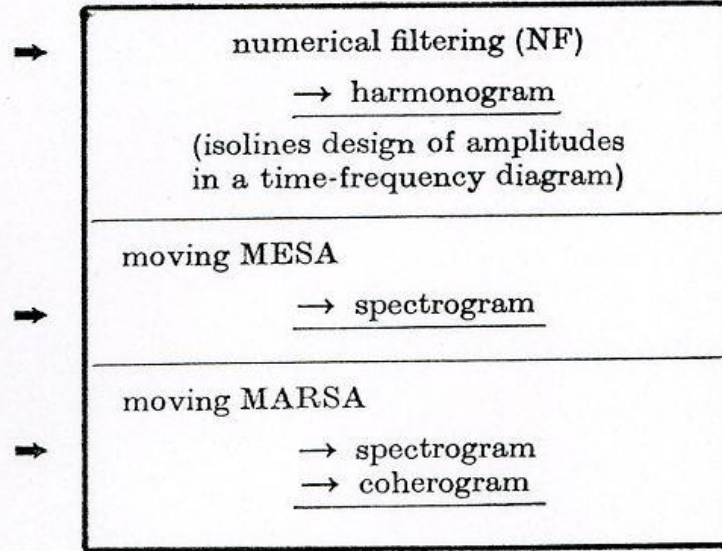 numerical filtering (NF)
→ harmonogram
(isolines design of amplitudes
in a time-frequency diagram)
moving MESA
→ spectrogram
moving MARSA
→ spectrogram
→ coherogram